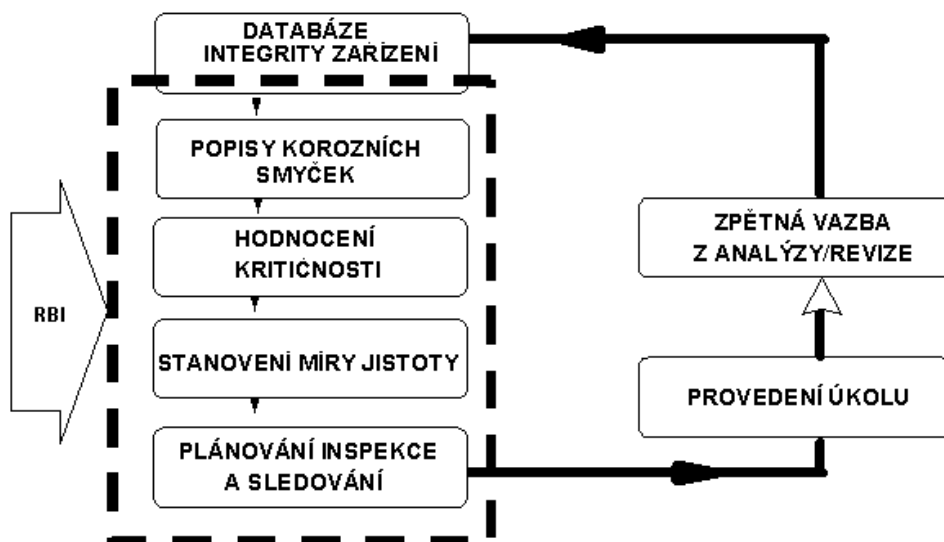 DATABÁZE
INTEGRITY ZAŘÍZENÍ
POPISY KOROZNÍCH
SMYČEK
HODNOCENÍ
KRITIČNOSTI
STANOVENÍ MÍRY JISTOTY
PLÁNOVÁNÍ INSPEKCE
A SLEDOVÁNÍ
RBI
ZPĚTNÁ VAZBA
Z ANALÝZY/REVIZE
PROVEDENÍ ÚKOLU